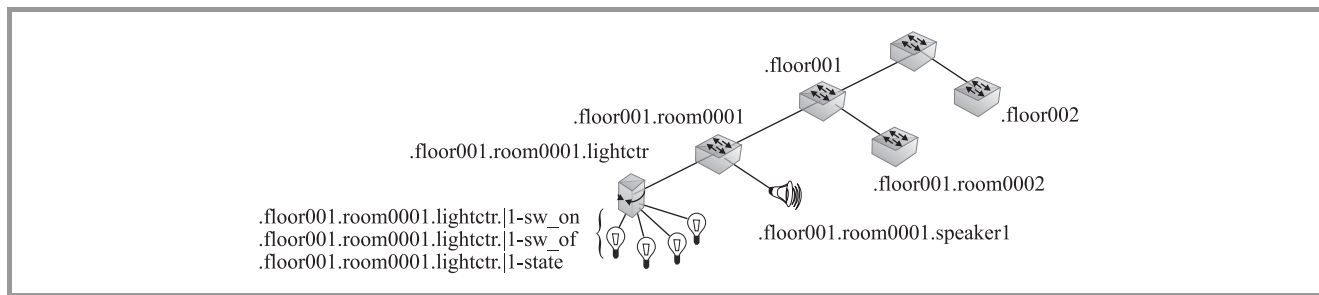 .floor001
.floor002
.floor001.room0001
.floor001.room0002
.floor001.room0001.lightctr
.floor001.room0001.speaker1
.floor001.room0001.lightctr.|1-sw_on
.floor001.room0001.lightctr.|1-sw_of
.floor001.room0001.lightctr.|1-state